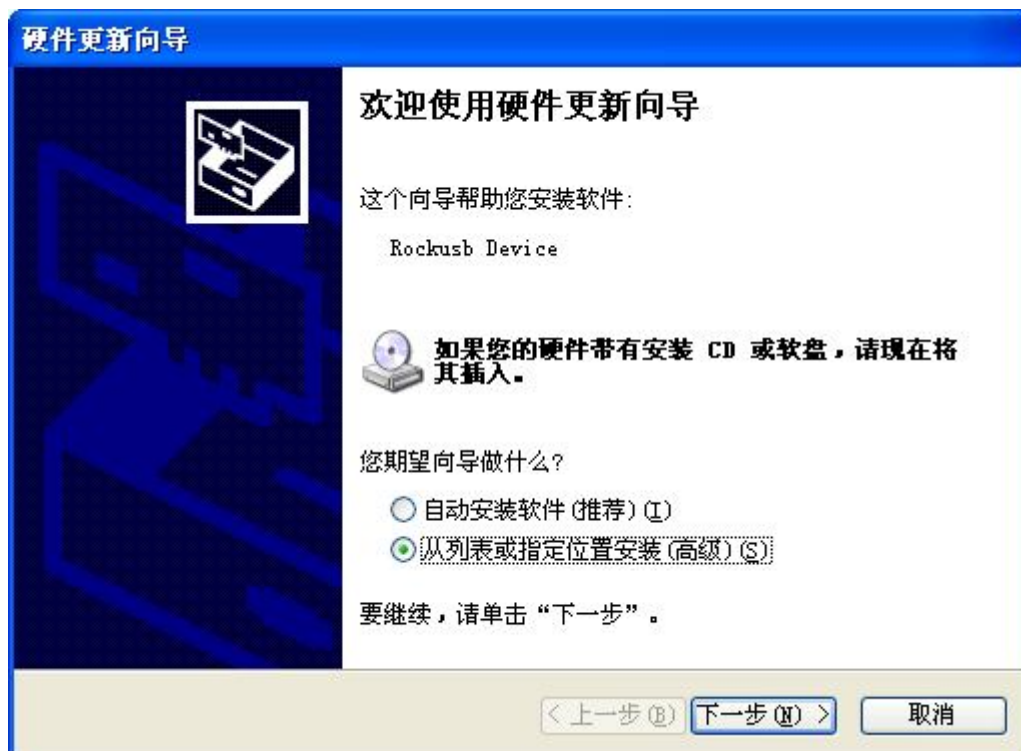 硬件更新向导
欢迎使用硬件更新向导
这个向导帮助您安装软件:
Rockusb Device
如果您的硬件带有安装 CD 或软盘，请现在将
其插入。
您期望向导做什么?
自动安装软件(推荐)(I)
从列表或指定位置安装(高级)(S)
要继续，请单击“下一步”。
< 上一步(B) 下一步(N) > 取消